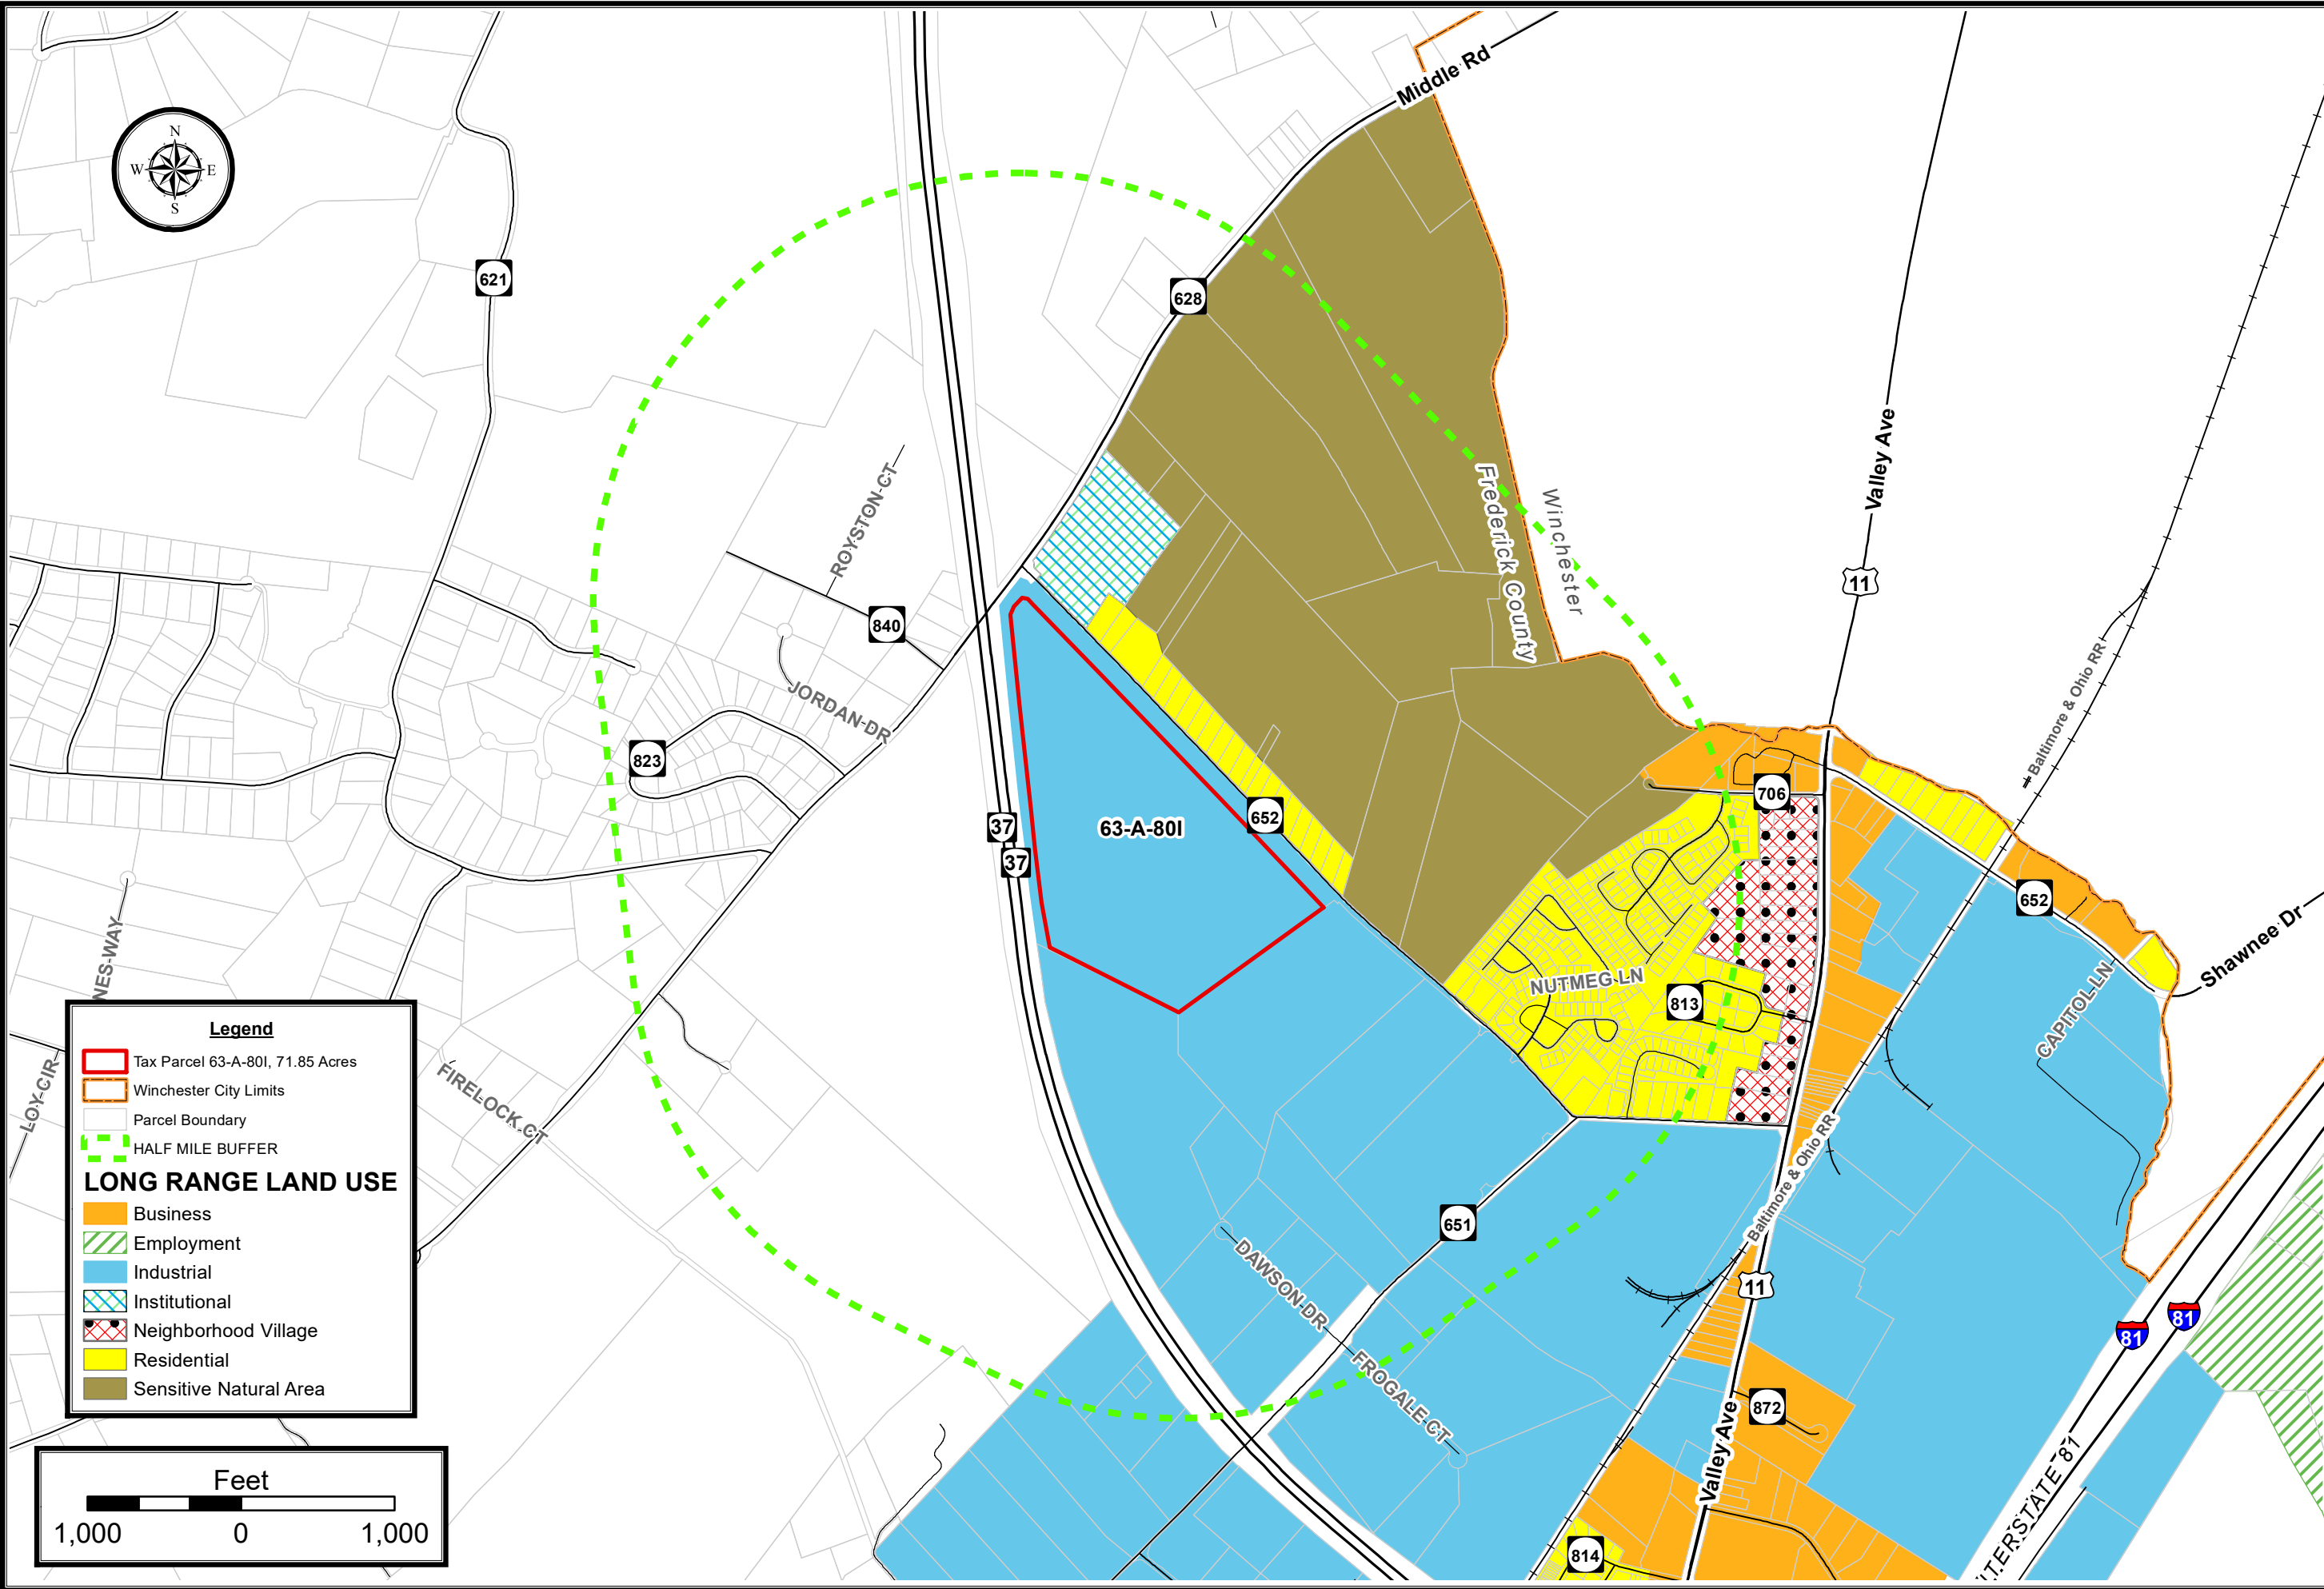 Middle Rd
N
W E
S
621
628
Valley Ave
ROYSTON-CT
Frederick County
Winchester
11
840
Baltimore & Ohio RR
JORDAN-DR
823
706
37
63-A-80I
652
37
652
Shawnee Dr
NES-WAY
NUTMEG LN
813
CAPITOL LN
LOY-CIR
FIRELOCK-CT
Baltimore & Ohio RR
651
DAWSON-DR
11
81
81
FROGALE-CT
872
Valley Ave
TERSTATE 81
814
Legend
Tax Parcel 63-A-80I, 71.85 Acres
Winchester City Limits
Parcel Boundary
HALF MILE BUFFER
LONG RANGE LAND USE
Business
Employment
Industrial
Institutional
Neighborhood Village
Residential
Sensitive Natural Area
Feet
1,000 0 1,000